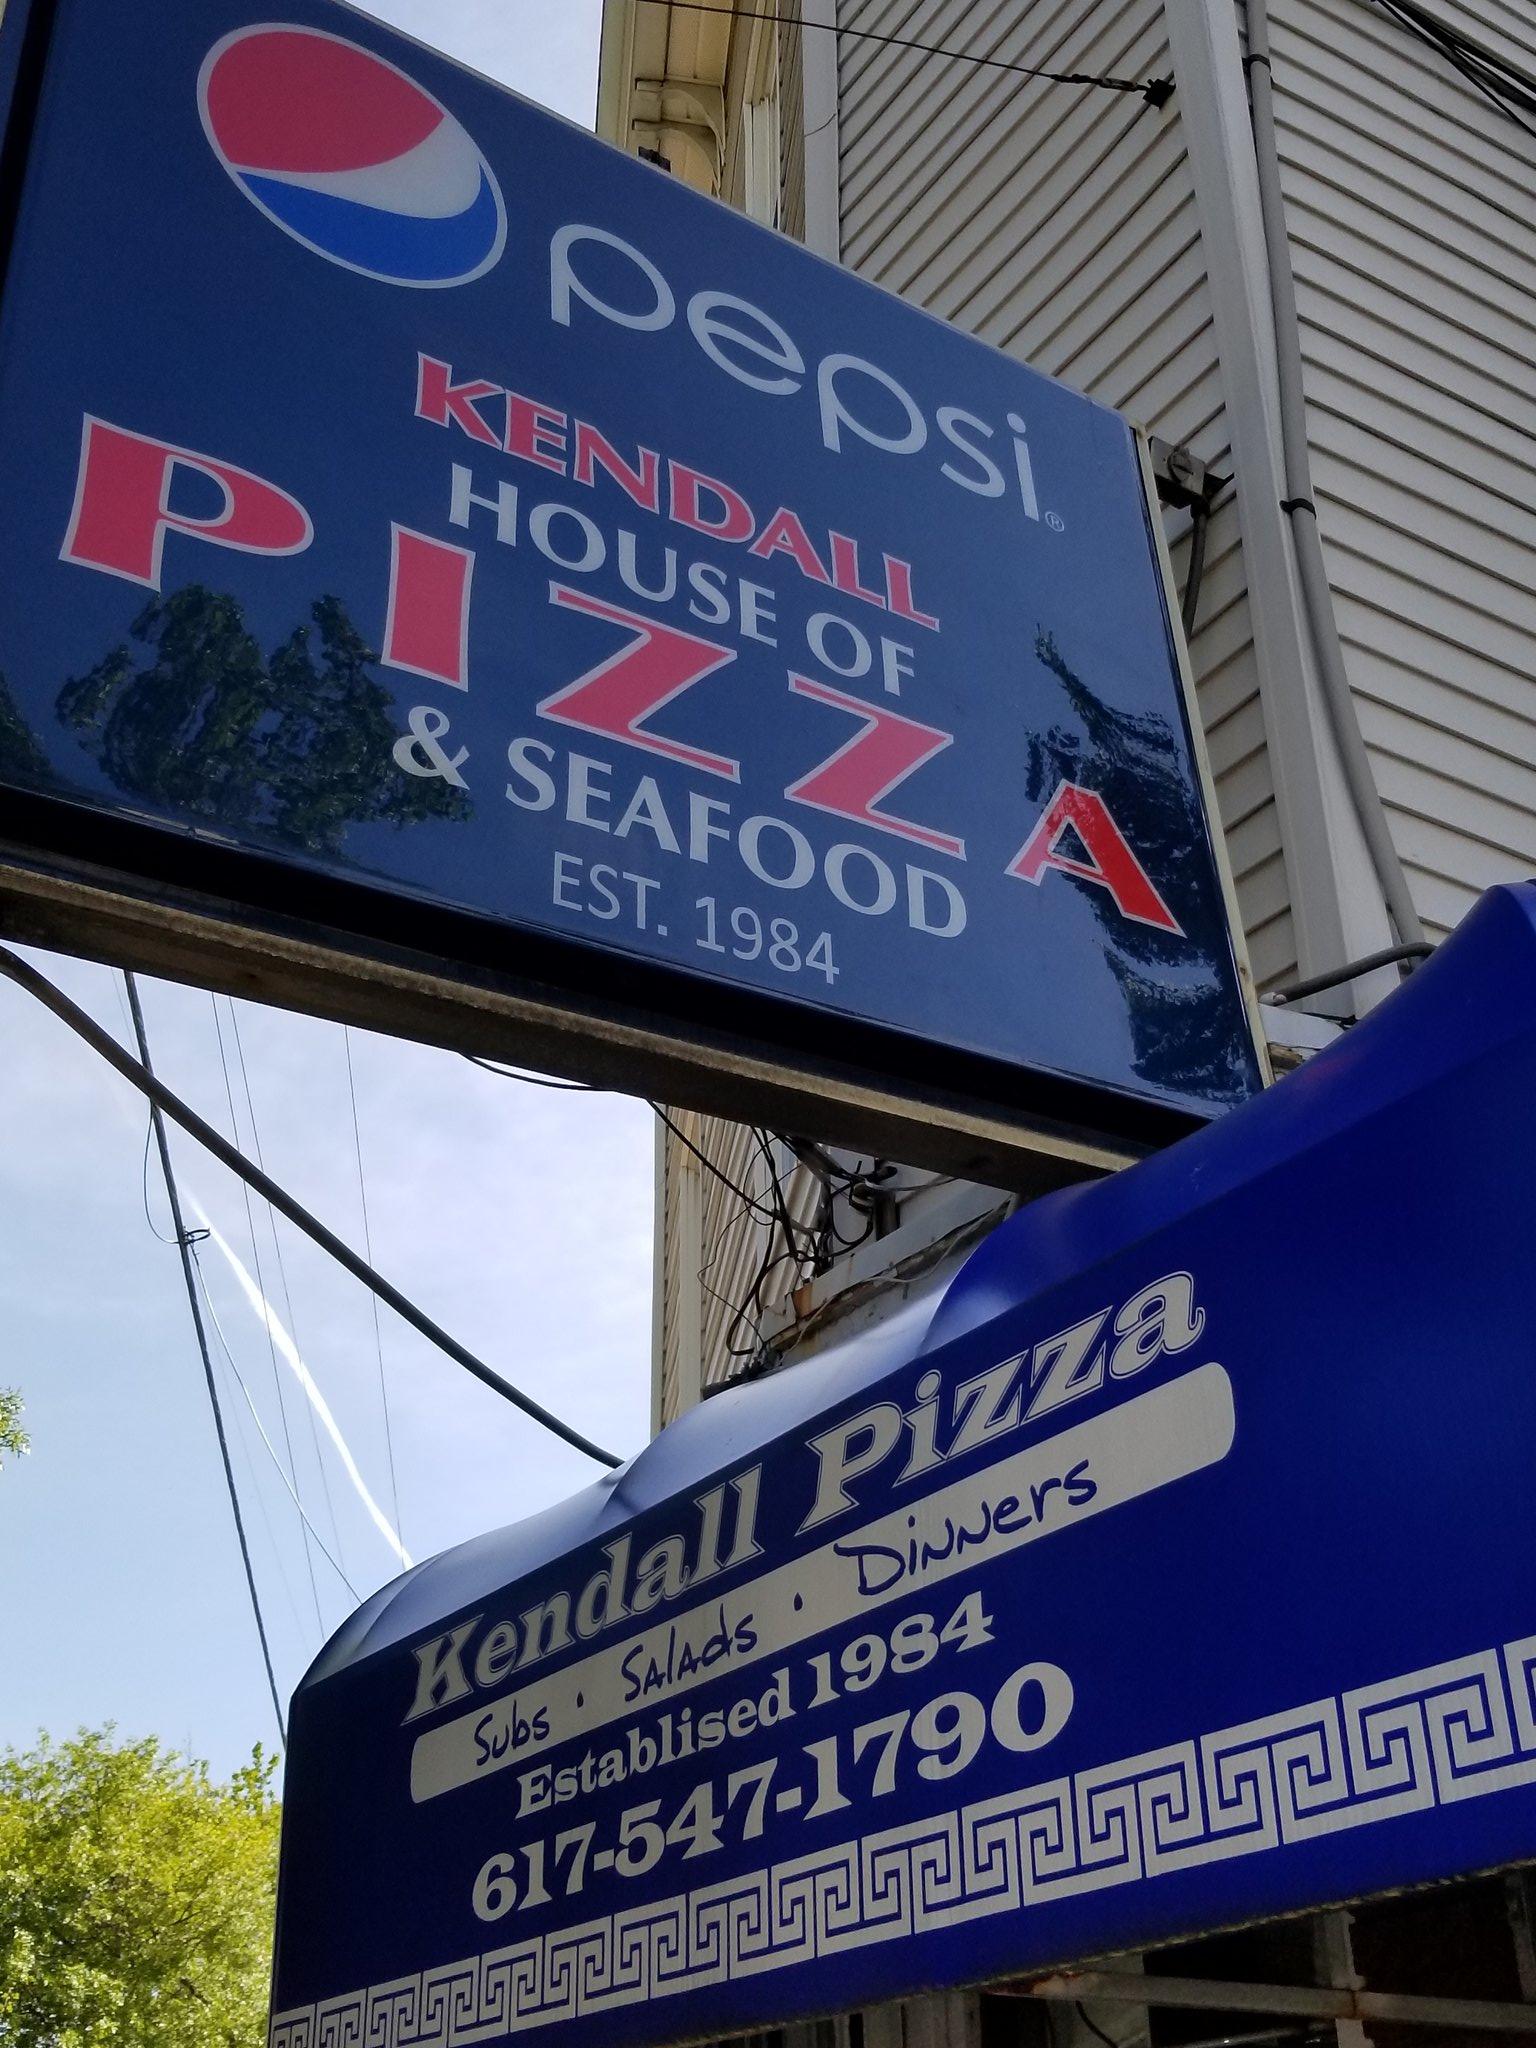 pepsi®
KENDALL
HOUSE OF
PIZZA
& SEAFOOD
EST. 1984
Kendall Pizza
Subs · Salads · Dinners
Establised 1984
617-547-1790